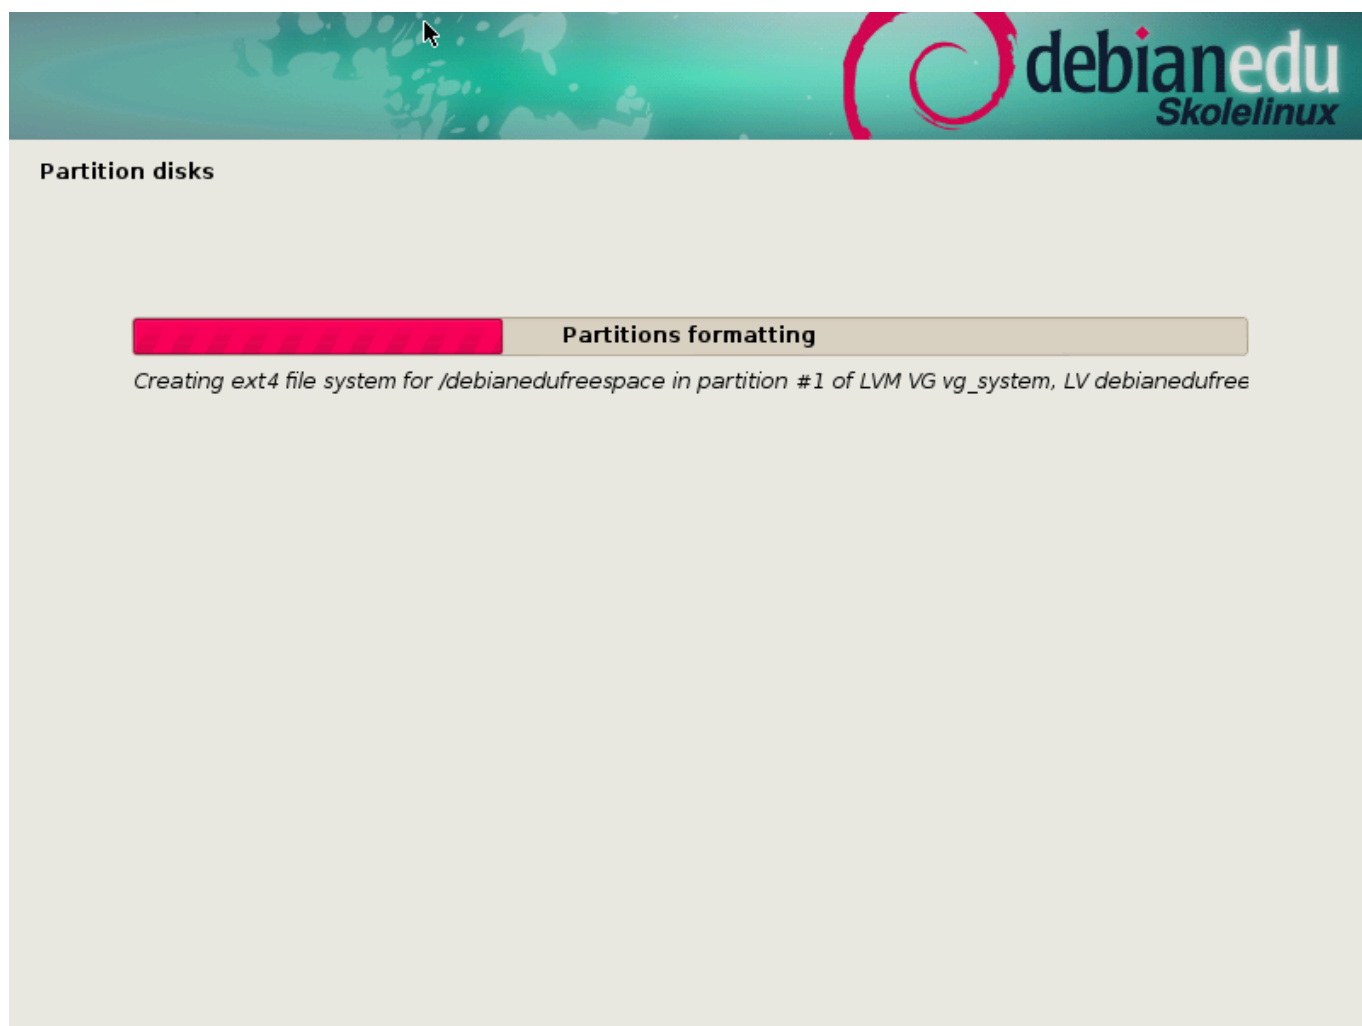 debianedu
Skolelinux
Partition disks
Partitions formatting
Creating ext4 file system for /debianedufreespace in partition #1 of LVM VG vg_system, LV debianedufree